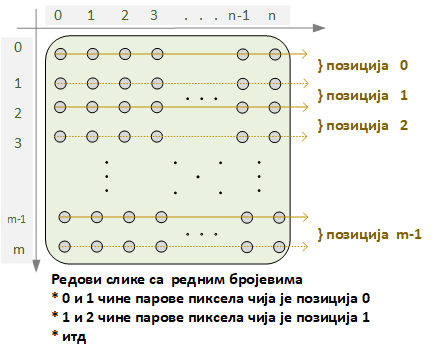 0 1 2 3 . . . n-1 n
0
} позиција 0
1
} позиција 1
2
} позиција 2
3
m-1
} позиција m-1
m
Редови слике са редним бројевима
* 0 и 1 чине парове пиксела чија је позиција 0
* 1 и 2 чине парове пиксела чија је позиција 1
* итд